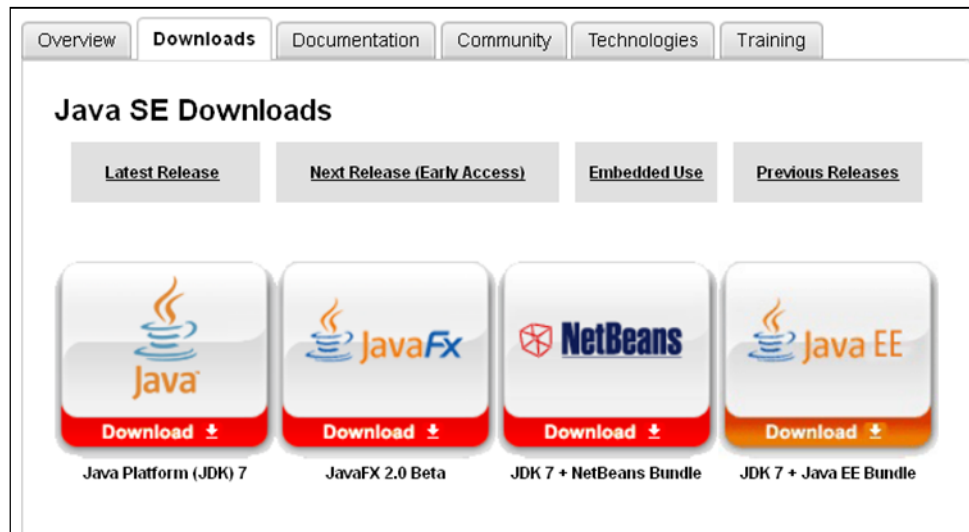 Overview Downloads Documentation Community Technologies Training
Java SE Downloads
Latest Release Next Release (Early Access) Embedded Use Previous Releases
Java™ JavaFX NetBeans Java EE
Download Download Download Download
Java Platform (JDK) 7 JavaFX 2.0 Beta JDK 7 + NetBeans Bundle JDK 7 + Java EE Bundle